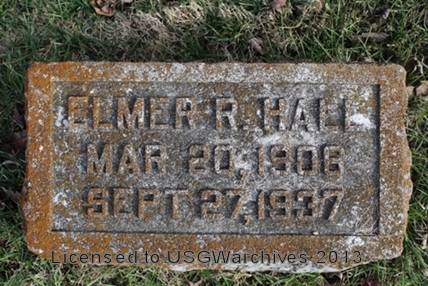 ELMER R. HALL
MAR 20, 1906
SEPT 27, 1937
Licensed to USGWarchives 2013